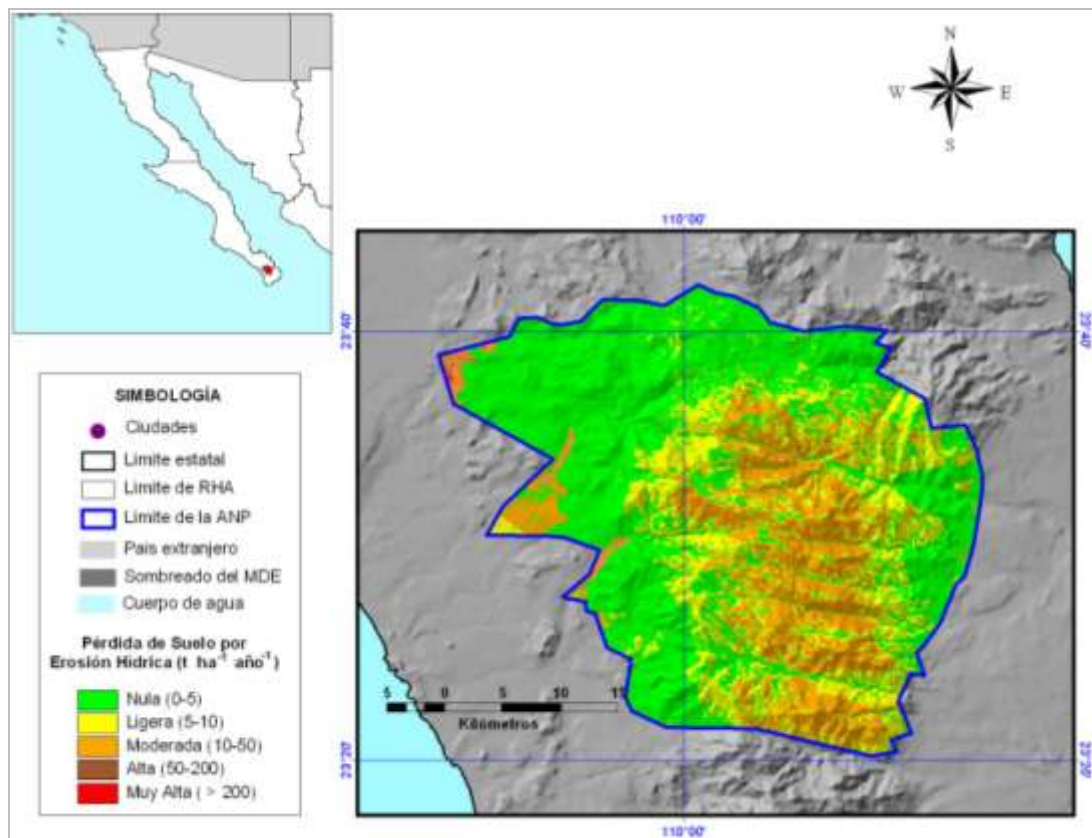 N
W E
S
110°00'
23°40'
23°40'
SIMBOLOGÍA
Ciudades
Limite estatal
Limite de RHA
Limite de la ANP
País extranjero
Sombreado del MDE
Cuerpo de agua
Pérdida de Suelo por
Erosión Hídrica (t ha⁻¹ año⁻¹)
Nula (0-5)
Ligera (5-10)
Moderada (10-50)
Alta (50-200)
Muy Alta ( > 200)
5 0 5 10
Kilómetros
23°20'
23°20'
110°00'